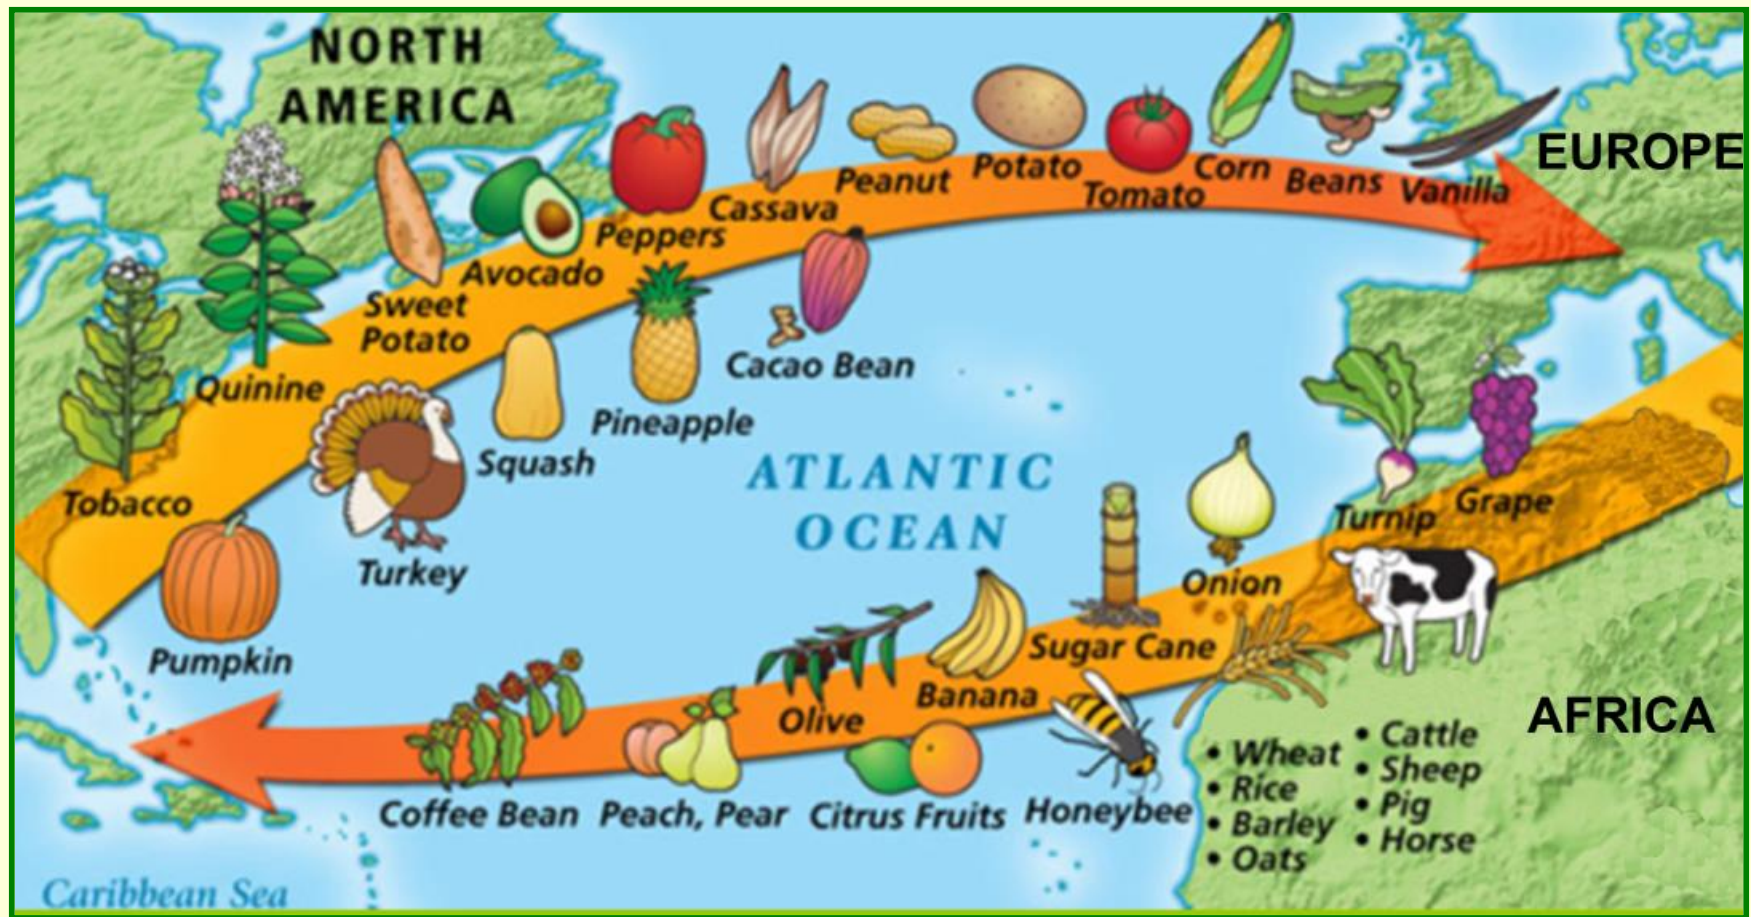 NORTH
AMERICA
EUROPE
Cassava
Peanut
Potato
Tomato
Corn
Beans
Vanilla
Peppers
Avocado
Sweet
Potato
Quinine
Tobacco
Cacao Bean
Pineapple
Squash
Turkey
Pumpkin
ATLANTIC
OCEAN
Grape
Turnip
Onion
Sugar Cane
Banana
Olive
AFRICA
Coffee Bean
Peach, Pear
Citrus Fruits
Honeybee
• Wheat
• Rice
• Barley
• Oats
• Cattle
• Sheep
• Pig
• Horse
Caribbean Sea